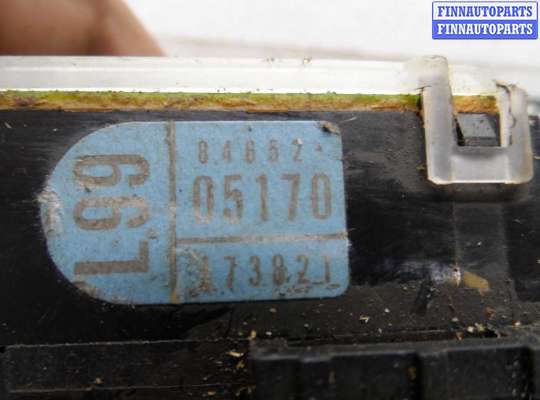 FINNAUTOPARTS
FINNAUTOPARTS
L99
84652-
05170
173821